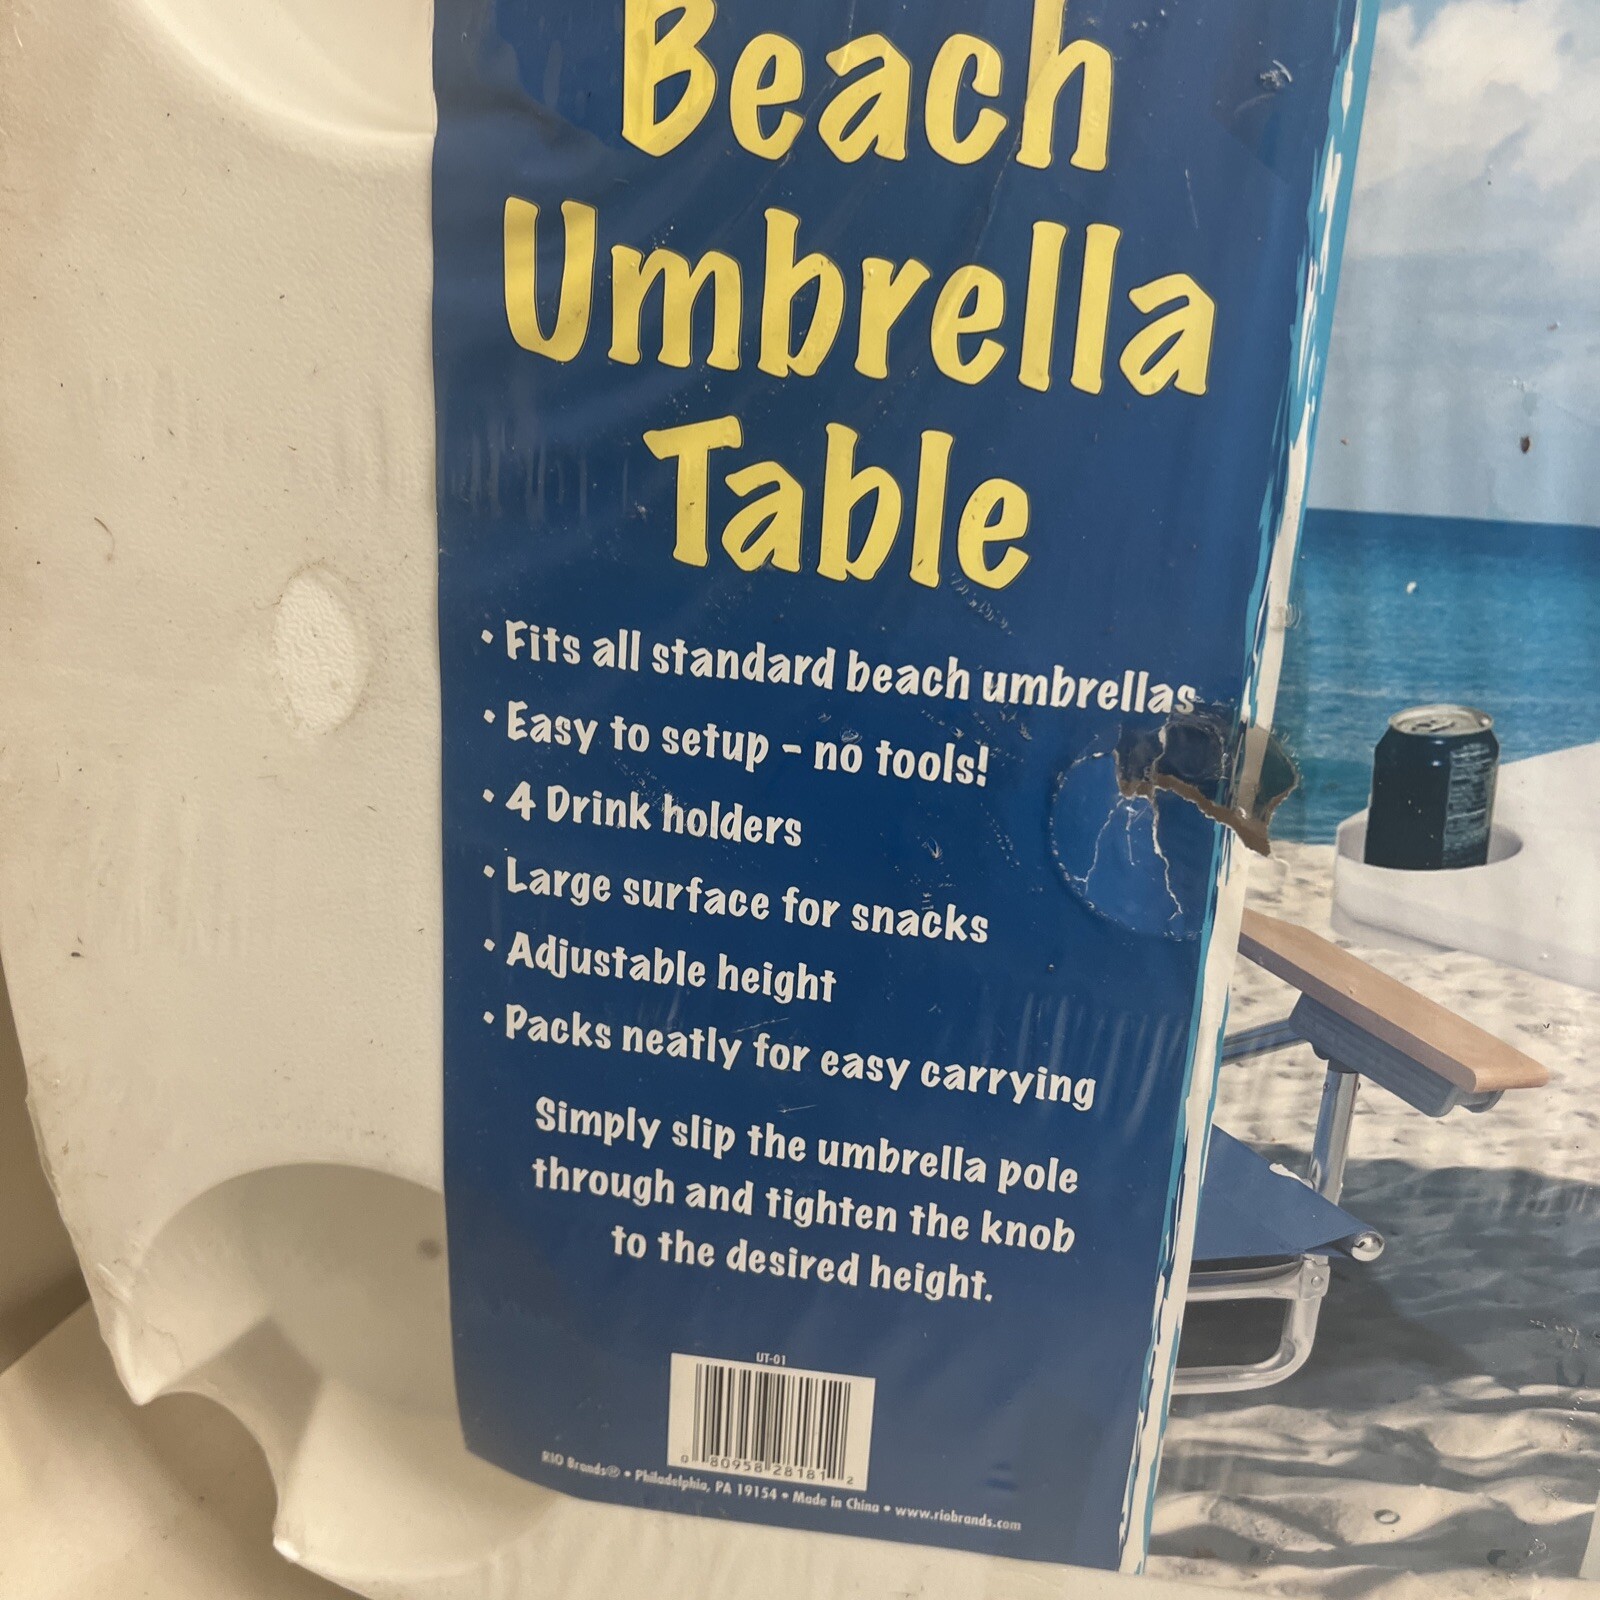 Beach
Umbrella
Table
• Fits all standard beach umbrellas
• Easy to setup - no tools!
• 4 Drink holders
• Large surface for snacks
• Adjustable height
• Packs neatly for easy carrying
Simply slip the umbrella pole
through and tighten the knob
to the desired height.
UT-01
0 80958 28181 2
RIO Brands® • Philadelphia, PA 19154 • Made in China • www.riobrands.com